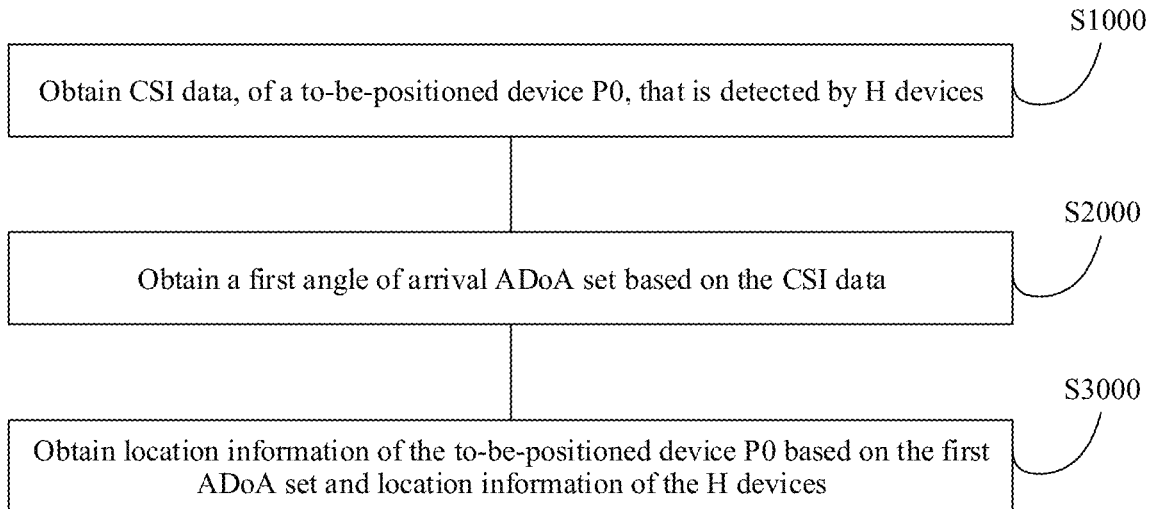 S1000
Obtain CSI data, of a to-be-positioned device P0, that is detected by H devices
S2000
Obtain a first angle of arrival ADoA set based on the CSI data
S3000
Obtain location information of the to-be-positioned device P0 based on the first
ADoA set and location information of the H devices